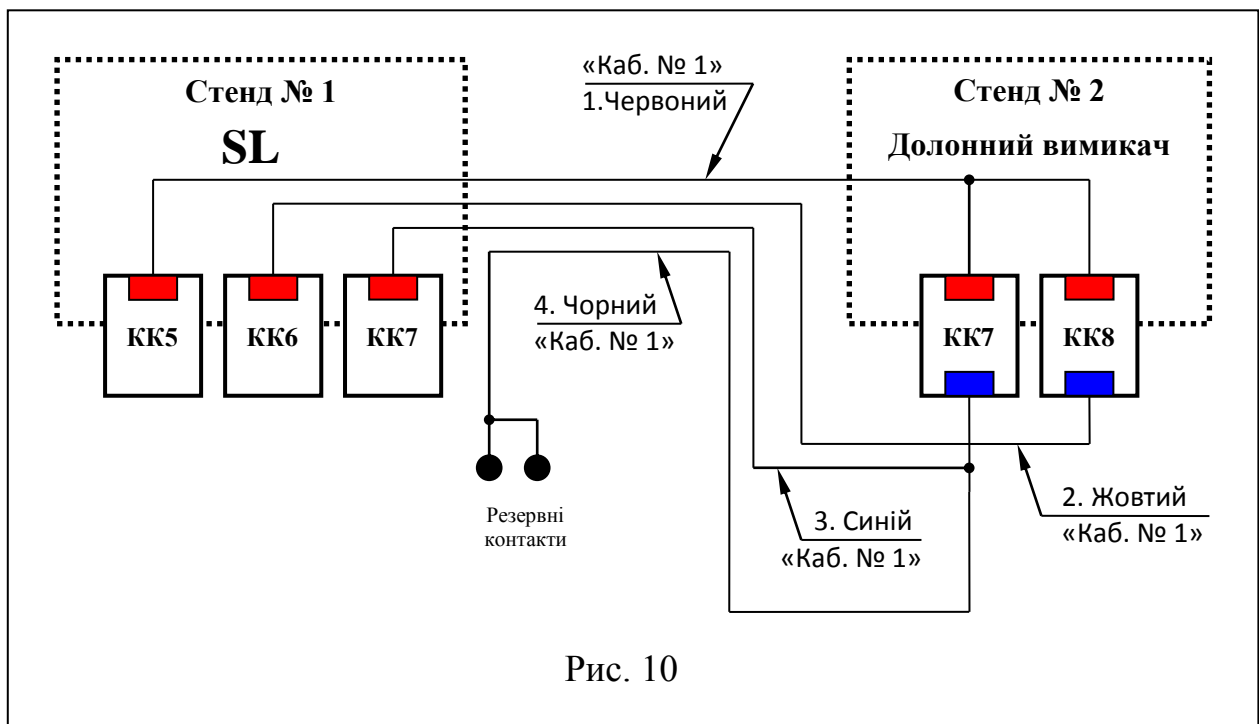 Стенд № 1
SL
«Каб. № 1»
1.Червоний
Стенд № 2
Долонний вимикач
КК5
КК6
КК7
4. Чорний
«Каб. № 1»
КК7
КК8
Резервні
контакти
3. Синій
«Каб. № 1»
2. Жовтий
«Каб. № 1»
Рис. 10